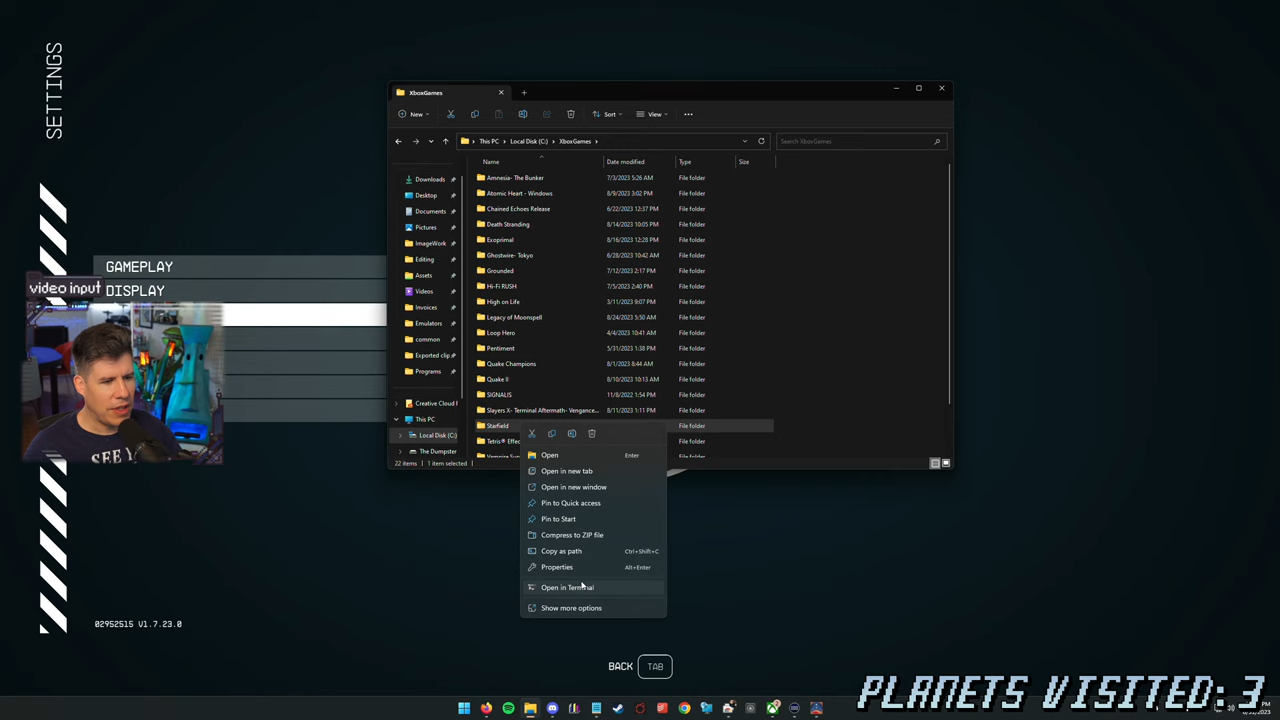 SETTINGS
XboxGames
New
Sort
View
This PC
Local Disk (C:)
XboxGames
Search XboxGames
Name
Date modified
Type
Size
Downloads
Desktop
Documents
Pictures
ImageWork
Editing
Assets
Videos
Invoices
Emulators
common
Exported clip
Programs
Creative Cloud F
This PC
Local Disk (C:)
The Dumpster
Amnesia- The Bunker 7/3/2023 5:26 AM File folder
Atomic Heart - Windows 8/9/2023 3:02 PM File folder
Chained Echoes Release 6/22/2023 12:37 PM File folder
Death Stranding 8/14/2023 10:05 PM File folder
Exoprimal 8/16/2023 12:28 PM File folder
Ghostwire- Tokyo 6/28/2023 10:42 AM File folder
Grounded 7/12/2023 2:17 PM File folder
Hi-Fi RUSH 7/5/2023 2:40 PM File folder
High on Life 3/11/2023 9:07 PM File folder
Legacy of Moonspell 8/24/2023 5:50 AM File folder
Loop Hero 4/4/2023 10:41 AM File folder
Pentiment 5/31/2023 1:38 PM File folder
Quake Champions 8/1/2023 8:44 AM File folder
Quake II 8/10/2023 10:13 AM File folder
SIGNALIS 11/8/2022 1:54 PM File folder
Slayers X- Terminal Aftermath- Vengance... 8/11/2023 1:11 PM File folder
Starfield
Tetris® Effec
22 items
1 item selected
Open Enter
Open in new tab
Open in new window
Pin to Quick access
Pin to Start
Compress to ZIP file
Copy as path Ctrl+Shift+C
Properties Alt+Enter
Open in Terminal
Show more options
GAMEPLAY
video input
DISPLAY
I SEE YOU
02952515 V1.7.23.0
BACK TAB
PLANETS VISITED: 3